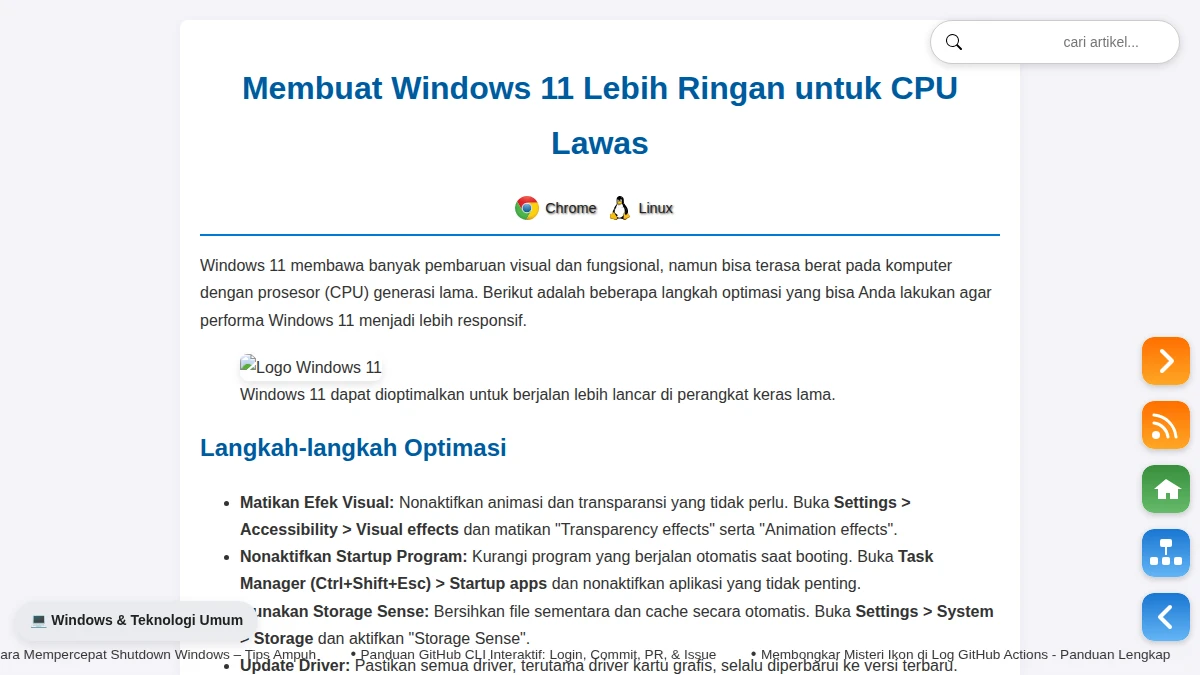 cari artikel...
Membuat Windows 11 Lebih Ringan untuk CPU
Lawas
Chrome Linux
Windows 11 membawa banyak pembaruan visual dan fungsional, namun bisa terasa berat pada komputer
dengan prosesor (CPU) generasi lama. Berikut adalah beberapa langkah optimasi yang bisa Anda lakukan agar
performa Windows 11 menjadi lebih responsif.
Logo Windows 11
Windows 11 dapat dioptimalkan untuk berjalan lebih lancar di perangkat keras lama.
Langkah-langkah Optimasi
• Matikan Efek Visual: Nonaktifkan animasi dan transparansi yang tidak perlu. Buka Settings >
Accessibility > Visual effects dan matikan "Transparency effects" serta "Animation effects".
• Nonaktifkan Startup Program: Kurangi program yang berjalan otomatis saat booting. Buka Task
Manager (Ctrl+Shift+Esc) > Startup apps dan nonaktifkan aplikasi yang tidak penting.
unakan Storage Sense: Bersihkan file sementara dan cache secara otomatis. Buka Settings > System
> Storage dan aktifkan "Storage Sense".
💻 Windows & Teknologi Umum
ara Mempercepat Shutdown Windows – Tips Ampuh • Panduan GitHub CLI Interaktif: Login, Commit, PR, & Issue • Membongkar Misteri Ikon di Log GitHub Actions - Panduan Lengkap
• Update Driver: Pastikan semua driver, terutama driver kartu grafis, selalu diperbarui ke versi terbaru.